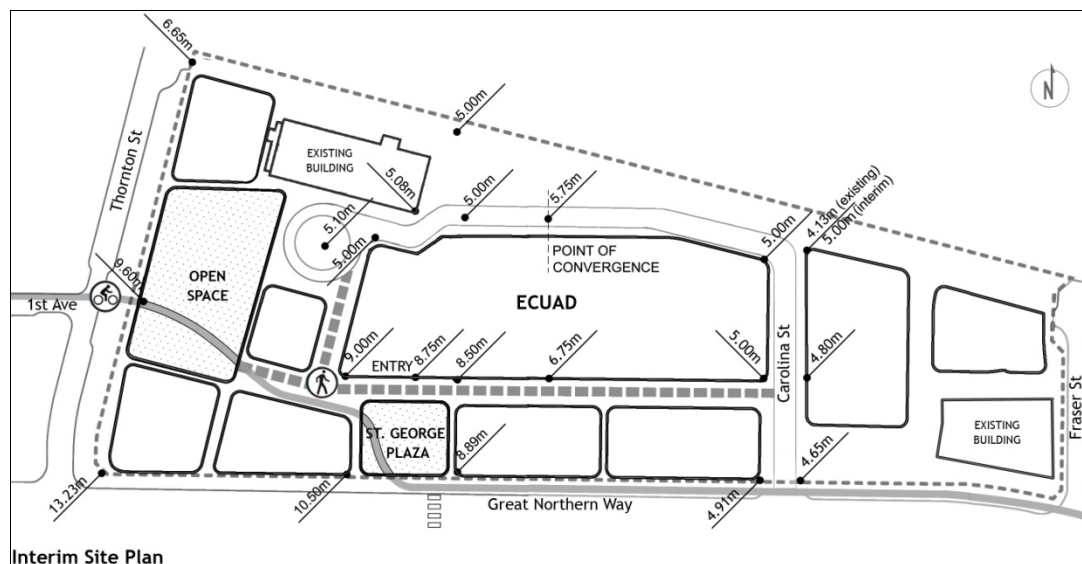 6.65m
Thornton St
5.00m
N
EXISTING
BUILDING
5.08m
5.00m
5.75m
4.13m (existing)
5.00m (interim)
5.10m
5.00m
5.00m
POINT OF
CONVERGENCE
9.60m
OPEN
SPACE
1st Ave
ECUAD
Carolina St
9.00m
ENTRY
8.75m
8.50m
6.75m
5.00m
4.80m
Fraser St
ST. GEORGE
PLAZA
8.89m
EXISTING
BUILDING
4.65m
13.23m
10.50m
Great Northern Way
4.91m
Interim Site Plan